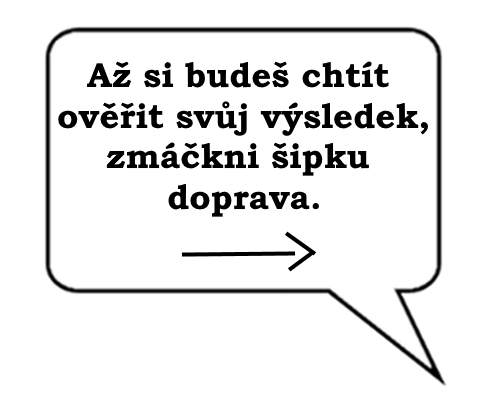 Až si budeš chtít
ověřit svůj výsledek,
zmáčkni šipku
doprava.